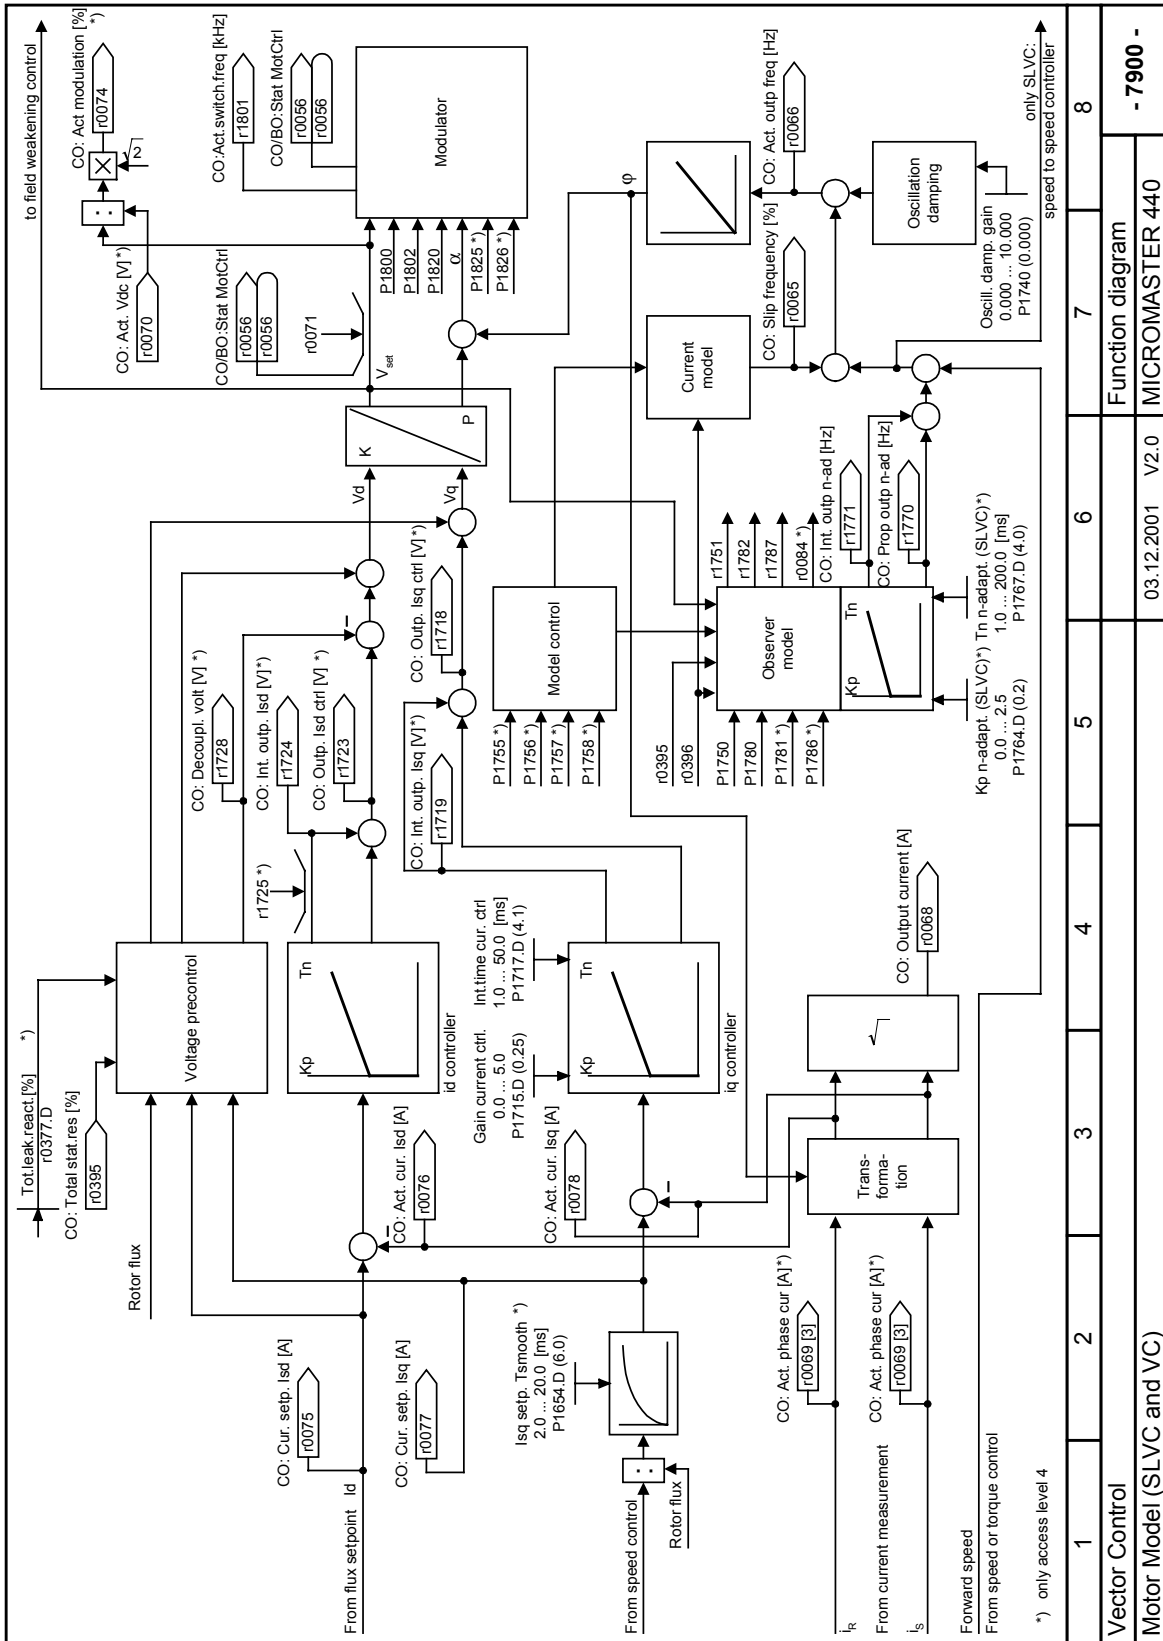 From flux setpoint   Id
CO: Cur. setp. Isd [A]
r0075
CO: Cur. setp. Isq [A]
r0077
From speed control
Rotor flux
Isq setp. Tsmooth *)
2.0 ... 20.0  [ms]
P1654.D (6.0)
Rotor flux
Tot.leak.react.[%]      *)
r0377.D
CO: Total stat.res [%]
r0395
Voltage precontrol
CO: Act. cur. Isd [A]
r0076
–
Kp
Tn
id controller
r1725 *)
CO: Decoupl. volt [V] *)
r1728
CO: Int. outp. Isd [V]*)
r1724
CO: Outp. Isd ctrl [V] *)
r1723
–
Gain current ctrl.
0.0 ... 5.0
P1715.D (0.25)
Int.time cur. ctrl
1.0 ... 50.0  [ms]
P1717.D (4.1)
CO: Act. cur. Isq [A]
r0078
–
Kp
Tn
iq controller
CO: Int. outp. Isq [V]*)
r1719
CO: Outp. Isq ctrl [V] *)
r1718
Vd
Vq
K
P
V set
to field weakening control
CO: Act. Vdc [V] *)
r0070
CO: Act modulation [%]
*)
r0074
√2
CO/BO:Stat MotCtrl
r0056
r0056
r0071
CO:Act.switch.freq [kHz]
r1801
CO/BO:Stat MotCtrl
r0056
r0056
Modulator
P1800
P1802
P1820
α
P1825 *)
P1826 *)
φ
P1755 *)
P1756 *)
P1757 *)
P1758 *)
Model control
r0395
r0396
P1750
P1780
P1781 *)
P1786 *)
Observer
model
r1751
r1782
r1787
r0084 *)
Kp
Tn
CO: Int. outp n-ad [Hz]
r1771
CO: Prop outp n-ad [Hz]
r1770
Kp n-adapt. (SLVC)*)
0.0 ... 2.5
P1764.D (0.2)
Tn n-adapt. (SLVC)*)
1.0 ... 200.0  [ms]
P1767.D (4.0)
Current
model
CO: Slip frequency [%]
r0065
CO: Act. outp freq [Hz]
r0066
Oscillation
damping
Oscill. damp. gain
0.000 ... 10.000
P1740 (0.000)
only SLVC:
speed to speed controller
CO: Act. phase cur [A]*)
r0069 [3]
CO: Act. phase cur [A]*)
r0069 [3]
Trans-
forma-
tion
√
CO: Output current [A]
r0068
iR
From current measurement
iS
Forward speed
From speed or torque control
*)  only access level 4
1 2 3 4 5 6 7 8
Vector Control
Function diagram
- 7900 -
Motor Model (SLVC and VC)
03.12.2001    V2.0
MICROMASTER 440